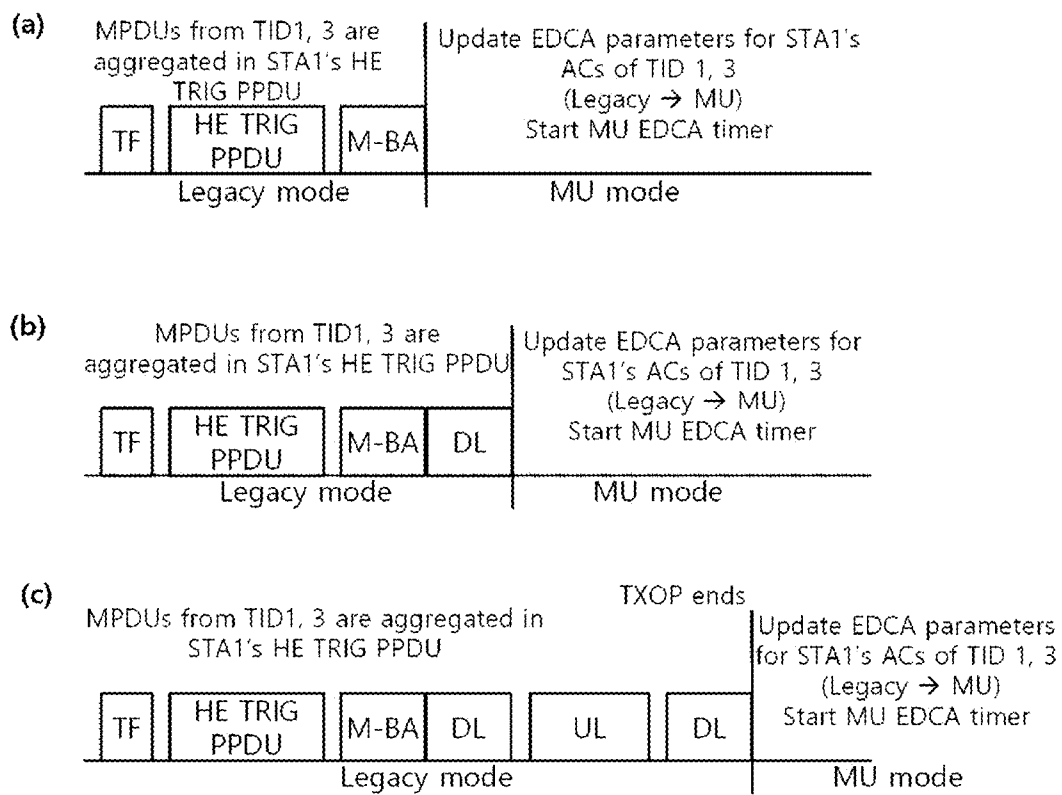 (a)
MPDUs from TID1, 3 are
aggregated in STA1's HE
TRIG PPDU
Update EDCA parameters for STA1's
ACs of TID 1, 3
(Legacy → MU)
Start MU EDCA timer
TF
HE TRIG
PPDU
M-BA
Legacy mode
MU mode
(b)
MPDUs from TID1, 3 are
aggregated in STA1's HE TRIG PPDU
Update EDCA parameters for
STA1's ACs of TID 1, 3
(Legacy → MU)
Start MU EDCA timer
TF
HE TRIG
PPDU
M-BA
DL
Legacy mode
MU mode
(c)
MPDUs from TID1, 3 are aggregated in
STA1's HE TRIG PPDU
TXOP ends
Update EDCA parameters
for STA1's ACs of TID 1, 3
(Legacy → MU)
Start MU EDCA timer
TF
HE TRIG
PPDU
M-BA
DL
UL
DL
Legacy mode
MU mode